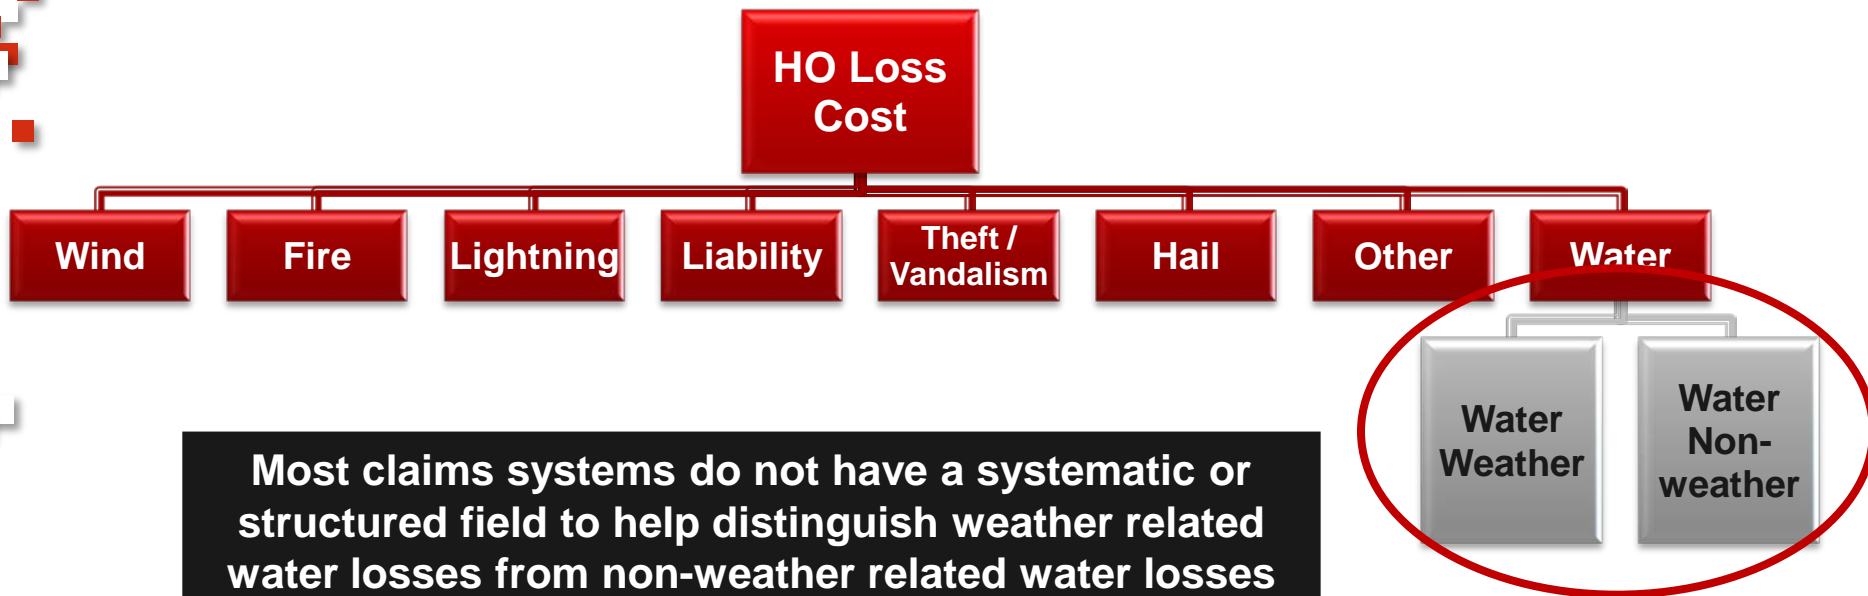 HO Loss
Cost
Wind
Fire
Lightning
Liability
Theft /
Vandalism
Hail
Other
Water
Water
Weather
Water
Non-
weather
Most claims systems do not have a systematic or
structured field to help distinguish weather related
water losses from non-weather related water losses